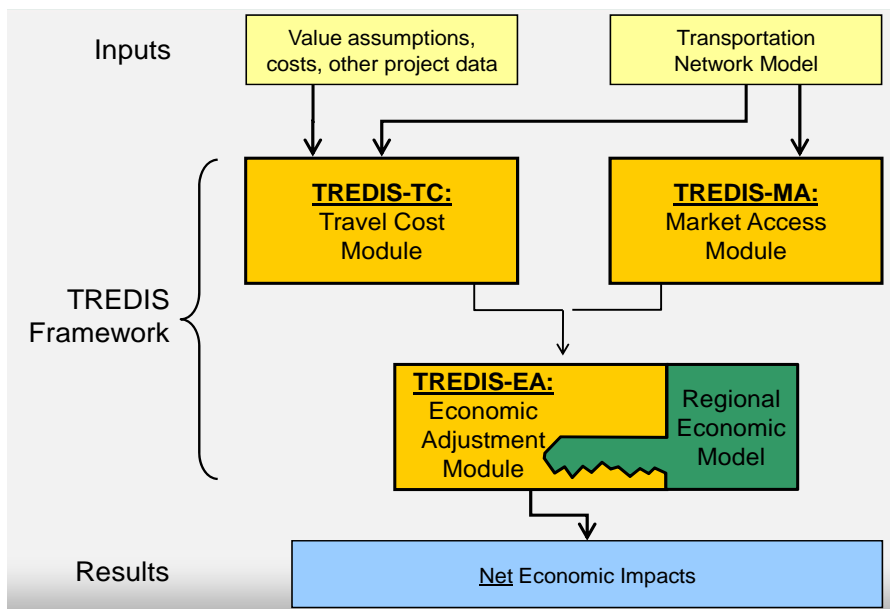 Inputs
Value assumptions,
costs, other project data
Transportation
Network Model
TREDIS-TC:
Travel Cost
Module
TREDIS-MA:
Market Access
Module
TREDIS
Framework
TREDIS-EA:
Economic
Adjustment
Module
Regional
Economic
Model
Results
Net Economic Impacts